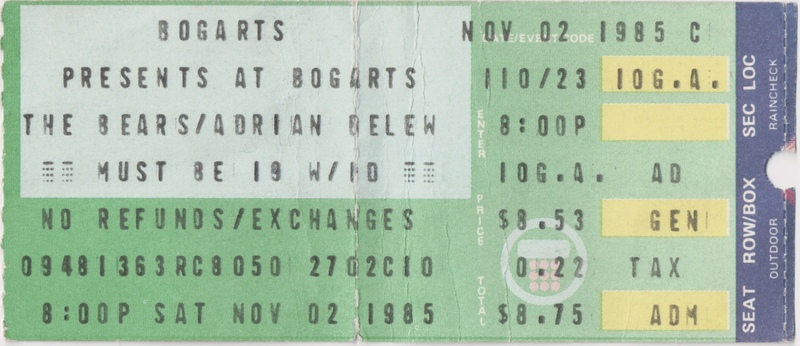 BOGARTS
PRESENTS AT BOGARTS
THE BEARS/ADRIAN BELEW
MUST BE 19 W/ID
NO REFUNDS/EXCHANGES
09481363RC8050 2702C10
8:00P SAT NOV 02 1985
NOV 02 1985 C
DATE/EVENT CODE
110/23 IOG.A.
ENTER 8:00P
IOG.A. AD
PRICE $8.53 GEN
0.22 TAX
TOTAL $8.75 ADM
SEAT ROW/BOX SEC LOC
OUTDOOR RAINCHECK